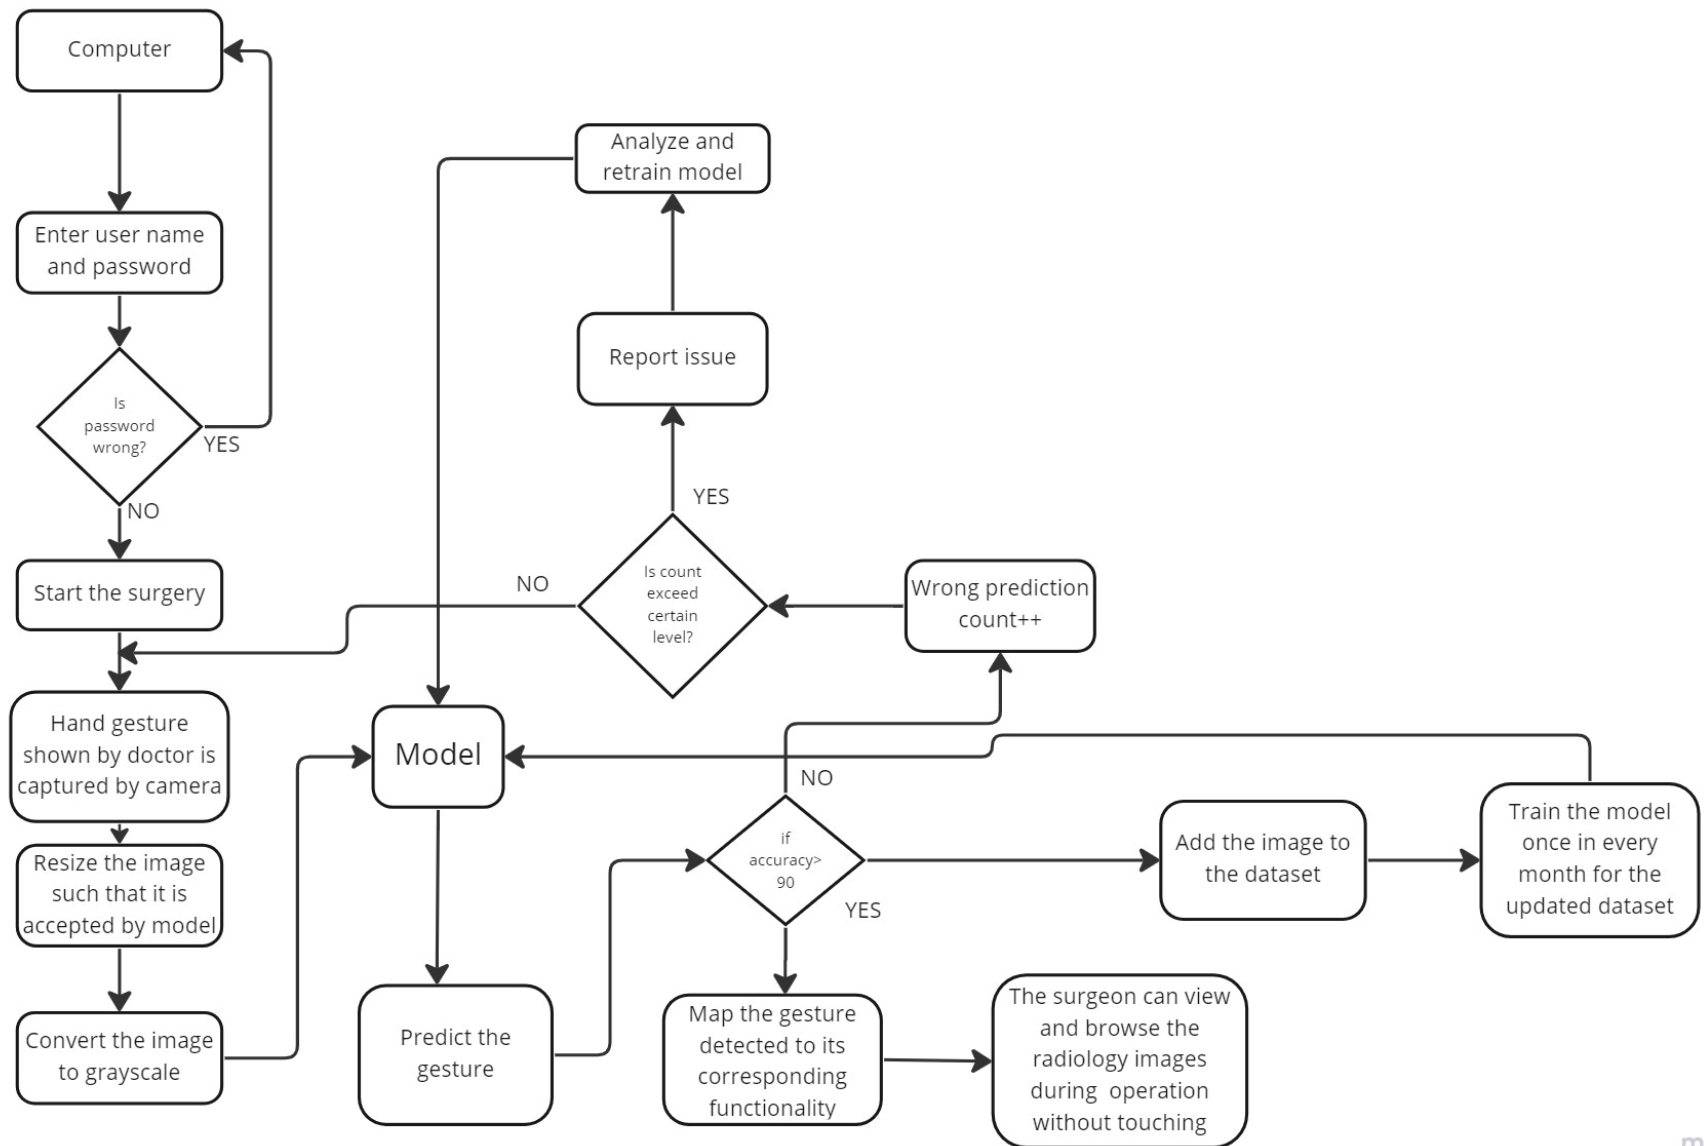 Computer
Enter user name
and password
Is
password
wrong?
YES
NO
Start the surgery
Hand gesture
shown by doctor is
captured by camera
Resize the image
such that it is
accepted by model
Convert the image
to grayscale
Analyze and
retrain model
Report issue
YES
Is count
exceed
certain
level?
NO
Wrong prediction
count++
Model
Predict the
gesture
NO
if
accuracy>
90
YES
Map the gesture
detected to its
corresponding
functionality
The surgeon can view
and browse the
radiology images
during  operation
without touching
Add the image to
the dataset
Train the model
once in every
month for the
updated dataset